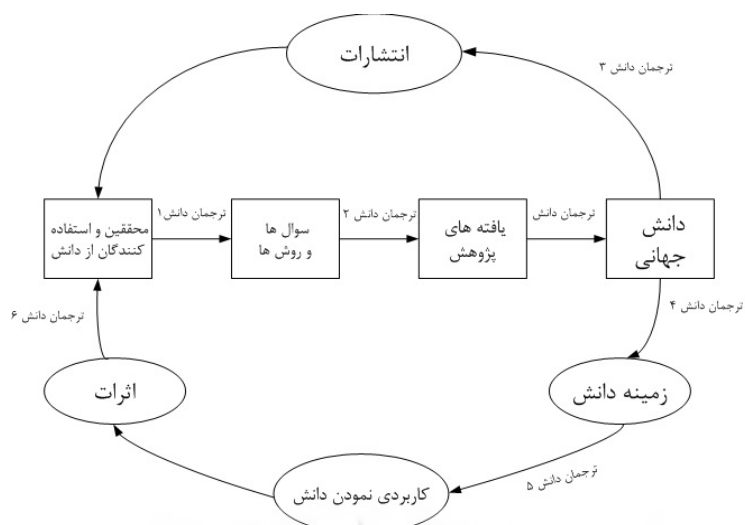 انتشارات
ترجمان دانش ۳
محققین و استفاده
کنندگان از دانش
ترجمان دانش ۱
سوال ها
و روش ها
ترجمان دانش ۲
یافته های
پژوهش
ترجمان دانش
دانش
جهانی
ترجمان دانش ۴
زمینه دانش
ترجمان دانش ۵
کاربردی نمودن دانش
اثرات
ترجمان دانش ۶